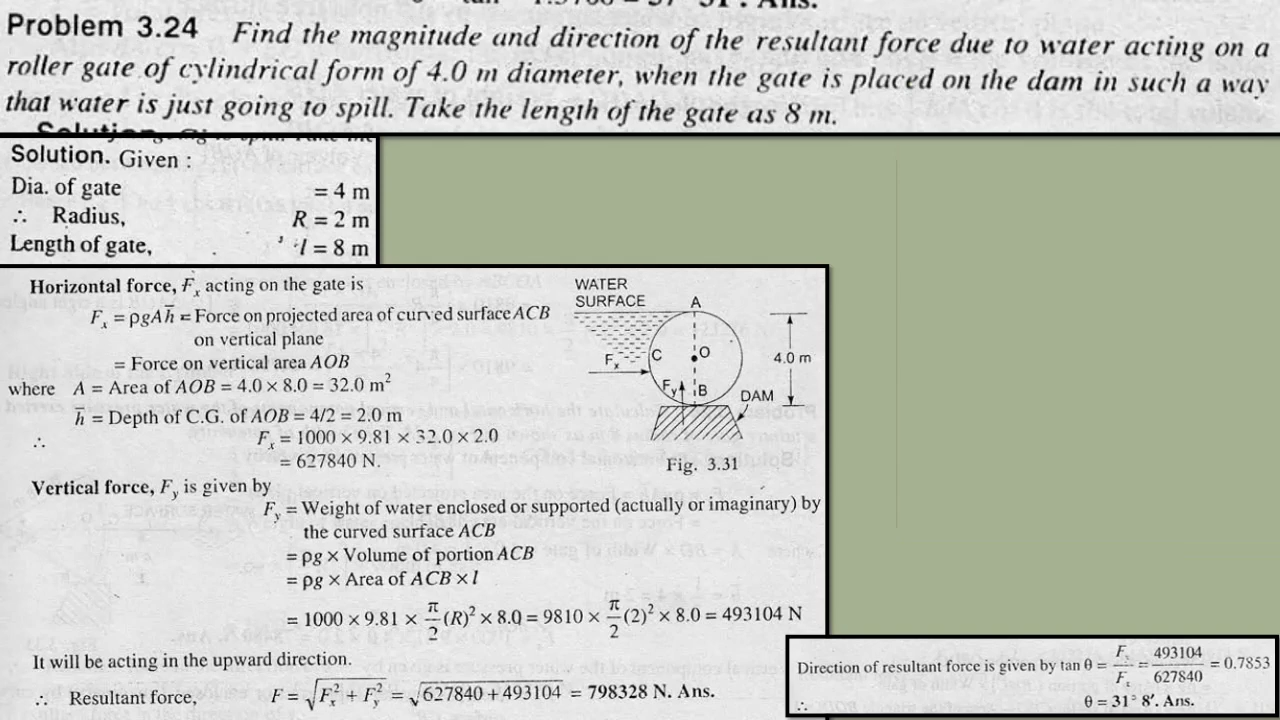 Problem 3.24 Find the magnitude and direction of the resultant force due to water acting on a
roller gate of cylindrical form of 4.0 m diameter, when the gate is placed on the dam in such a way
that water is just going to spill. Take the length of the gate as 8 m.
Solution. Given :
Dia. of gate = 4 m
∴ Radius, R = 2 m
Length of gate, l = 8 m
Horizontal force, Fx acting on the gate is
Fx = ρgAh̄ = Force on projected area of curved surface ACB
on vertical plane
= Force on vertical area AOB
where A = Area of AOB = 4.0 × 8.0 = 32.0 m²
h̄ = Depth of C.G. of AOB = 4/2 = 2.0 m
∴ Fx = 1000 × 9.81 × 32.0 × 2.0
= 627840 N.
WATER
SURFACE
A
Fx
C
O
4.0 m
Fy
B
DAM
Fig. 3.31
Vertical force, Fy is given by
Fy = Weight of water enclosed or supported (actually or imaginary) by
the curved surface ACB
= ρg × Volume of portion ACB
= ρg × Area of ACB × l
= 1000 × 9.81 × π/2 (R)² × 8.0 = 9810 × π/2 (2)² × 8.0 = 493104 N
It will be acting in the upward direction.
∴ Resultant force, F = √Fx² + Fy² = √627840 + 493104 = 798328 N. Ans.
Direction of resultant force is given by tan θ = Fy/Fx = 493104/627840 = 0.7853
∴ θ = 31° 8'. Ans.